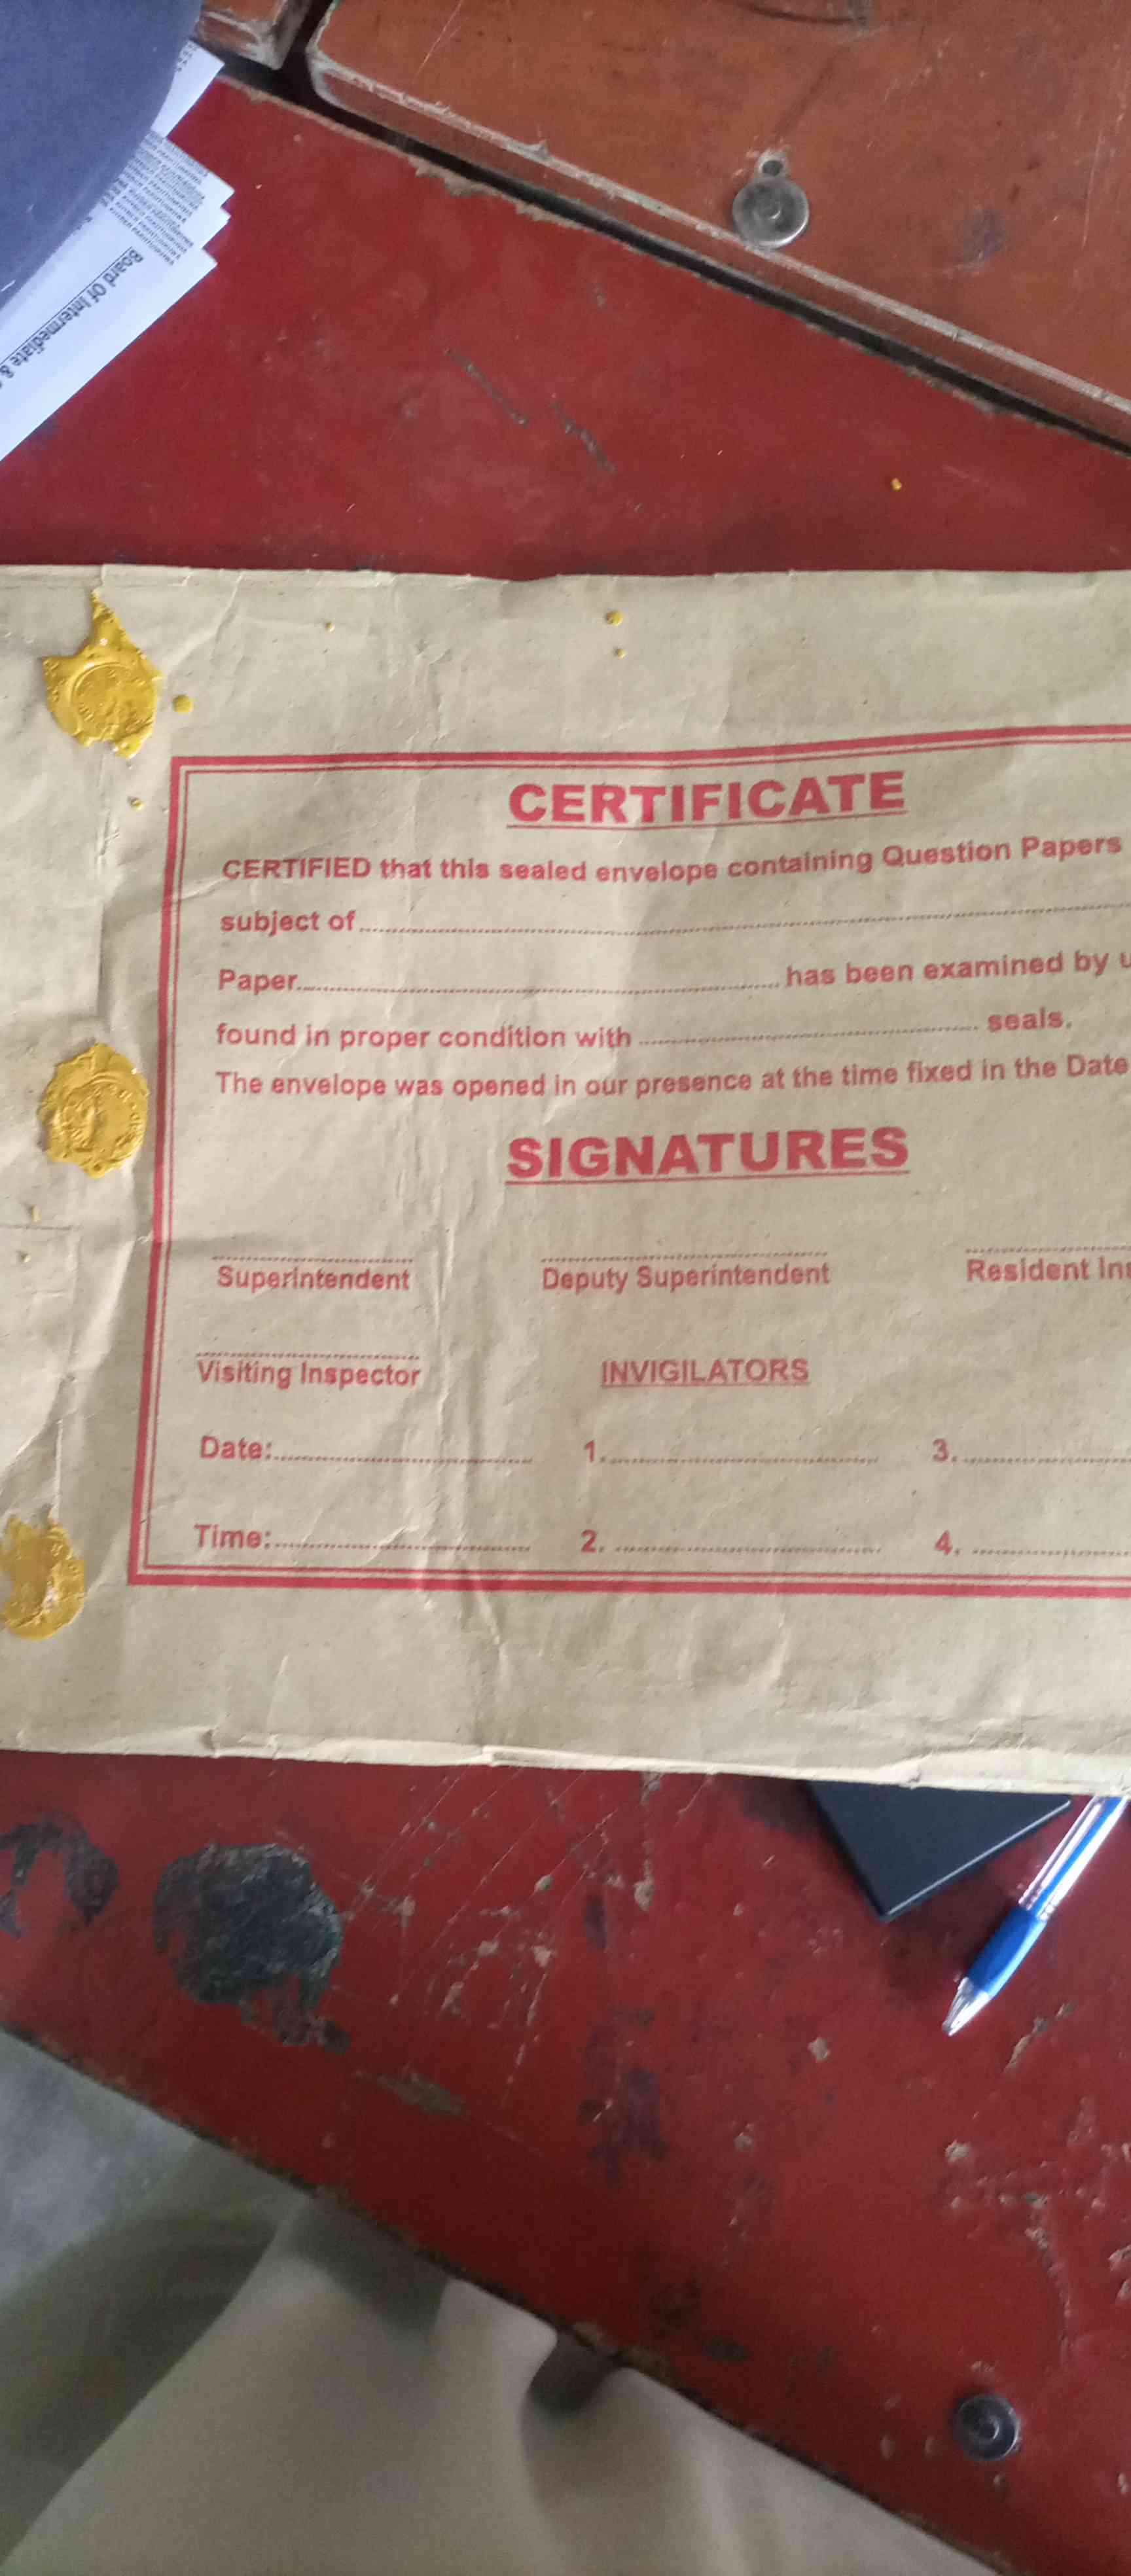 Board Of Intermediate &
CERTIFICATE
CERTIFIED that this sealed envelope containing Question Papers
subject of
Paper has been examined by
found in proper condition with seals.
The envelope was opened in our presence at the time fixed in the Date
SIGNATURES
Superintendent Deputy Superintendent Resident
Visiting Inspector INVIGILATORS
Date: 1. 3.
Time: 2. 4.